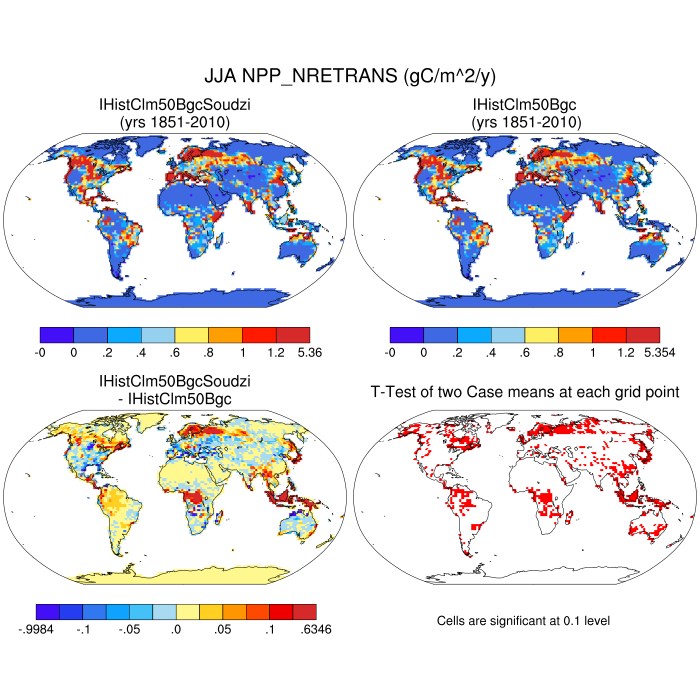 JJA NPP_NRETRANS (gC/m^2/y)
IHistClm50BgcSoudzi
(yrs 1851-2010)
IHistClm50Bgc
(yrs 1851-2010)
-0 0 .2 .4 .6 .8 1 1.2 5.36
-0 0 .2 .4 .6 .8 1 1.2 5.354
IHistClm50BgcSoudzi
- IHistClm50Bgc
T-Test of two Case means at each grid point
-.9984 -.1 -.05 .0 .05 .1 .6346
Cells are significant at 0.1 level